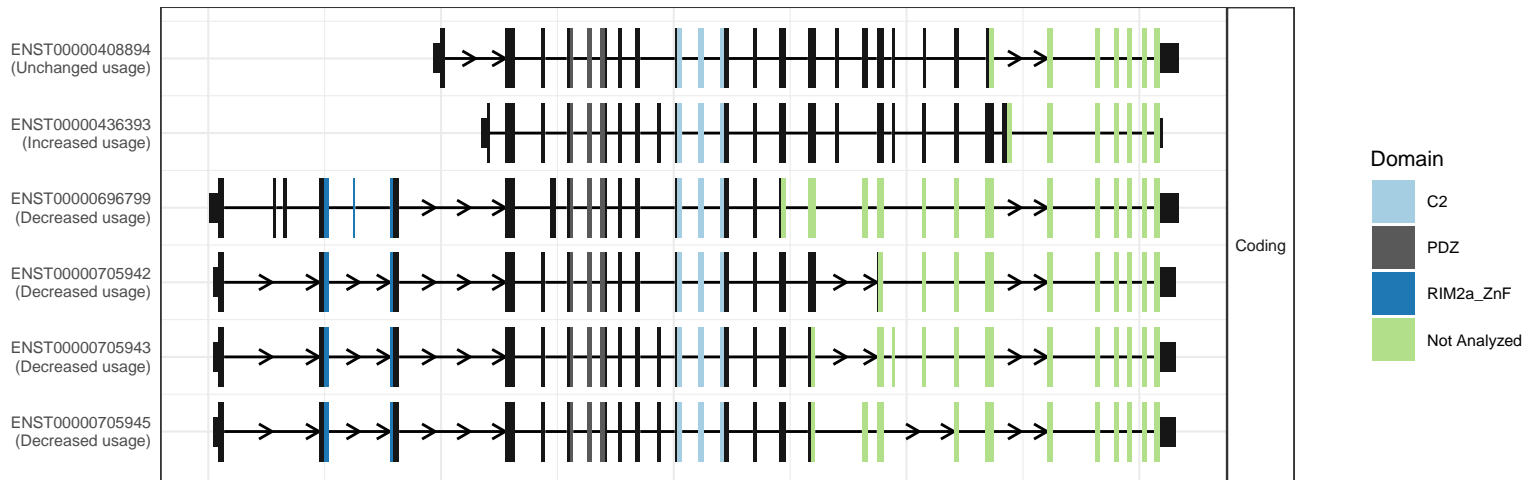 ENST00000408894
(Unchanged usage)
ENST00000436393
(Increased usage)
ENST00000696799
(Decreased usage)
ENST00000705942
(Decreased usage)
ENST00000705943
(Decreased usage)
ENST00000705945
(Decreased usage)
Coding
Domain
C2
PDZ
RIM2a_ZnF
Not Analyzed